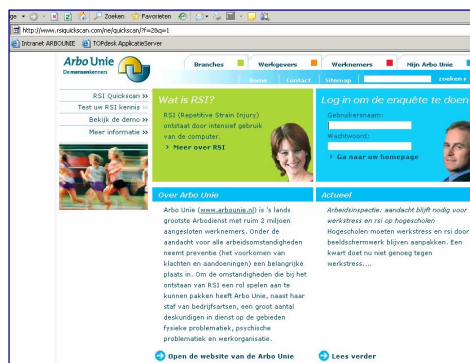 Zoeken Favorieten
http://www.rsiquickscan.com/ne/quickscan/?f=2&q=1
Intranet ARBOUNIE TOPdesk ApplicatieServer
Arbo Unie
De mensenkenners
Branches Werkgevers Werknemers Mijn Arbo Unie
Home Contact Sitemap zoeken
RSI Quickscan >>
Test uw RSI kennis >>
Bekijk de demo >>
Meer informatie >>
Wat is RSI?
RSI (Repetitive Strain Injury)
ontstaat door intensief gebruik
van de computer.
> Meer over RSI
Log in om de enquête te doen
Gebruikersnaam:
Wachtwoord:
> Ga naar uw homepage
Over Arbo Unie
Arbo Unie (www.arbounie.nl) is 's lands
grootste Arbodienst met ruim 2 miljoen
aangesloten werknemers. Onder de
aandacht voor alle arbeidsomstandigheden
neemt preventie (het voorkomen van
klachten en aandoeningen) een belangrijke
plaats in. Om de omstandigheden die bij het
ontstaan van RSI een rol spelen aan te
kunnen pakken heeft Arbo Unie, naast haar
staf van bedrijfsartsen, een groot aantal
deskundigen in dienst op de gebieden
fysieke problematiek, psychische
problematiek en werkorganisatie.
Open de website van de Arbo Unie
Actueel
Arbeidsinspectie: aandacht blijft nodig voor
werkstress en rsi op hogescholen
Hogescholen moeten werkstress en rsi door
beeldschermwerk blijven aanpakken. Een
kwart doet nu niet genoeg tegen
werkstress....
Lees verder